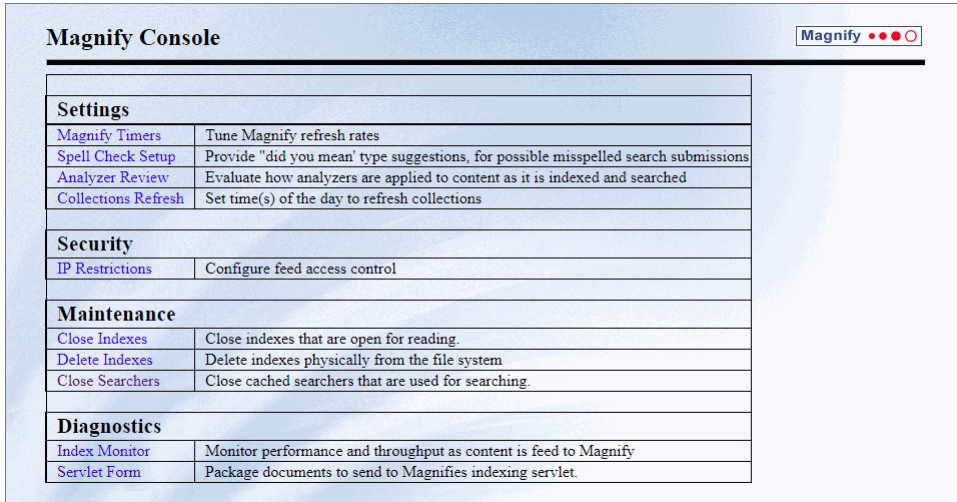 Magnify Console
Magnify
Settings
Magnify Timers Tune Magnify refresh rates
Spell Check Setup Provide "did you mean' type suggestions, for possible misspelled search submissions
Analyzer Review Evaluate how analyzers are applied to content as it is indexed and searched
Collections Refresh Set time(s) of the day to refresh collections
Security
IP Restrictions Configure feed access control
Maintenance
Close Indexes Close indexes that are open for reading.
Delete Indexes Delete indexes physically from the file system
Close Searchers Close cached searchers that are used for searching.
Diagnostics
Index Monitor Monitor performance and throughput as content is feed to Magnify
Servlet Form Package documents to send to Magnifies indexing servlet.